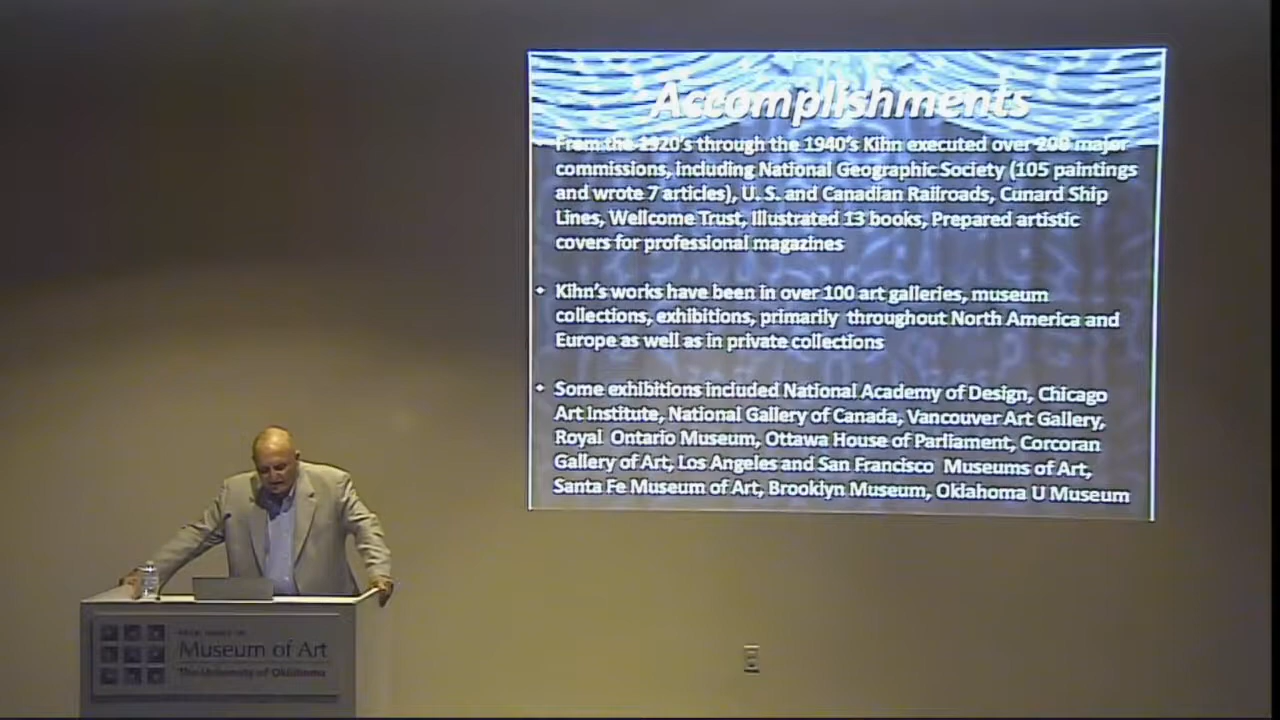 Accomplishments
From the 1920's through the 1940's Kihn executed over 200 major
commissions, including National Geographic Society (105 paintings
and wrote 7 articles), U. S. and Canadian Railroads, Cunard Ship
Lines, Wellcome Trust, Illustrated 13 books, Prepared artistic
covers for professional magazines
Kihn's works have been in over 100 art galleries, museum
collections, exhibitions, primarily throughout North America and
Europe as well as in private collections
Some exhibitions included National Academy of Design, Chicago
Art Institute, National Gallery of Canada, Vancouver Art Gallery,
Royal Ontario Museum, Ottawa House of Parliament, Corcoran
Gallery of Art, Los Angeles and San Francisco Museums of Art,
Santa Fe Museum of Art, Brooklyn Museum, Oklahoma U Museum
Museum of Art
The University of Oklahoma